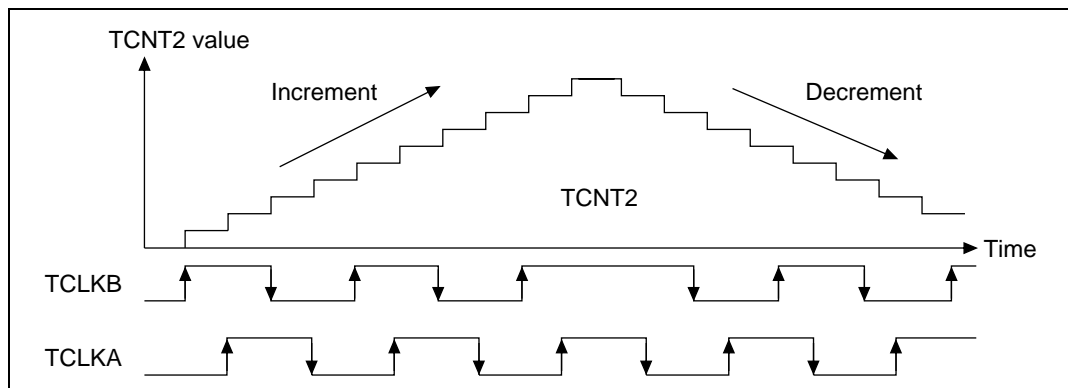 TCNT2 value
Increment
Decrement
TCNT2
Time
TCLKB
TCLKA